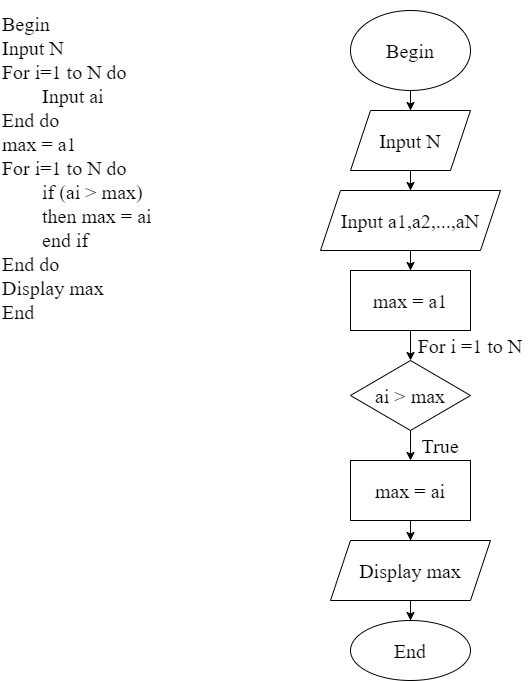 Begin
Input N
For i=1 to N do
Input ai
End do
max = a1
For i=1 to N do
if (ai > max)
then max = ai
end if
End do
Display max
End
Begin
Input N
Input a1,a2,...,aN
max = a1
For i =1 to N
ai > max
True
max = ai
Display max
End